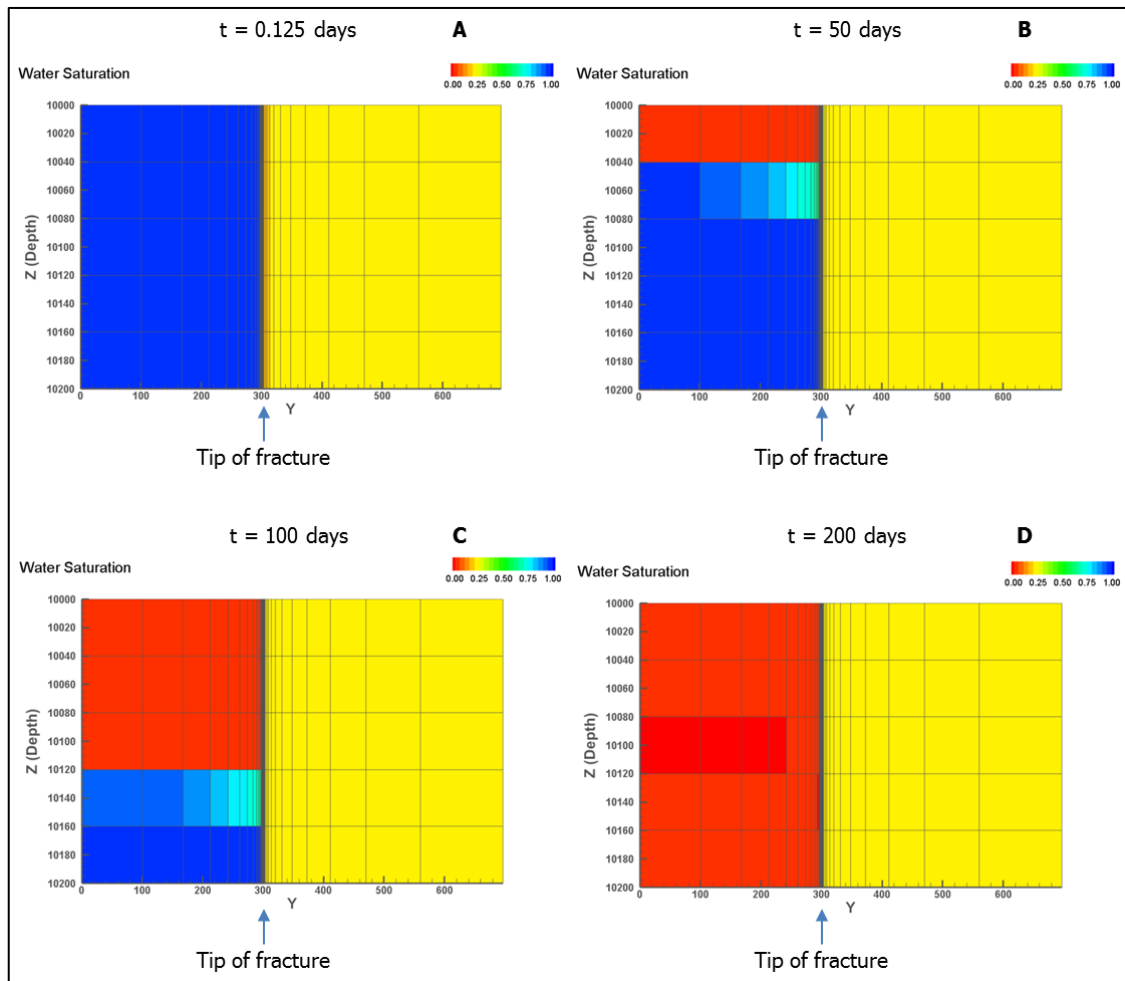 t = 0.125 days A
Water Saturation
0.00 0.25 0.50 0.75 1.00
Z (Depth)
10000
10020
10040
10060
10080
10100
10120
10140
10160
10180
10200
0 100 200 300 400 500 600
Y
Tip of fracture
t = 50 days B
Water Saturation
0.00 0.25 0.50 0.75 1.00
Z (Depth)
10000
10020
10040
10060
10080
10100
10120
10140
10160
10180
10200
0 100 200 300 400 500 600
Y
Tip of fracture
t = 100 days C
Water Saturation
0.00 0.25 0.50 0.75 1.00
Z (Depth)
10000
10020
10040
10060
10080
10100
10120
10140
10160
10180
10200
0 100 200 300 400 500 600
Y
Tip of fracture
t = 200 days D
Water Saturation
0.00 0.25 0.50 0.75 1.00
Z (Depth)
10000
10020
10040
10060
10080
10100
10120
10140
10160
10180
10200
0 100 200 300 400 500 600
Y
Tip of fracture